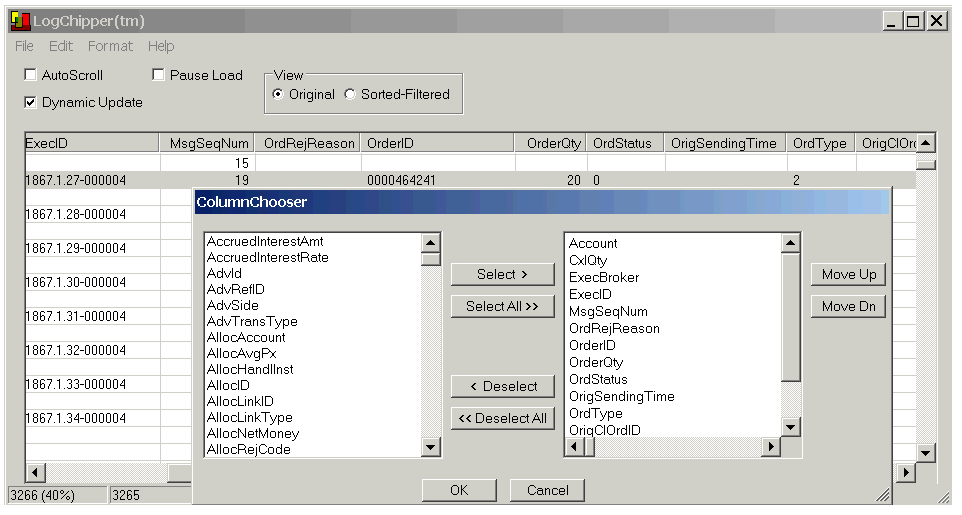 LogChipper(tm)
File Edit Format Help
AutoScroll Pause Load View
Original Sorted-Filtered
Dynamic Update
ExecID MsgSeqNum OrdRejReason OrderID OrderQty OrdStatus OrigSendingTime OrdType OrigClOrd
15
1867.1.27-000004 19 0000464241 20 0 2
1867.1.28-000004
1867.1.29-000004
1867.1.30-000004
1867.1.31-000004
1867.1.32-000004
1867.1.33-000004
1867.1.34-000004
3266 (40%) 3265
ColumnChooser
AccruedInterestAmt
AccruedInterestRate
AdvId
AdvRefID
AdvSide
AdvTransType
AllocAccount
AllocAvgPx
AllocHandlInst
AllocID
AllocLinkID
AllocLinkType
AllocNetMoney
AllocRejCode
Select >
Select All >>
< Deselect
<< Deselect All
Account
CxlQty
ExecBroker
ExecID
MsgSeqNum
OrdRejReason
OrderID
OrderQty
OrdStatus
OrigSendingTime
OrdType
OrigClOrdID
Move Up
Move Dn
OK Cancel